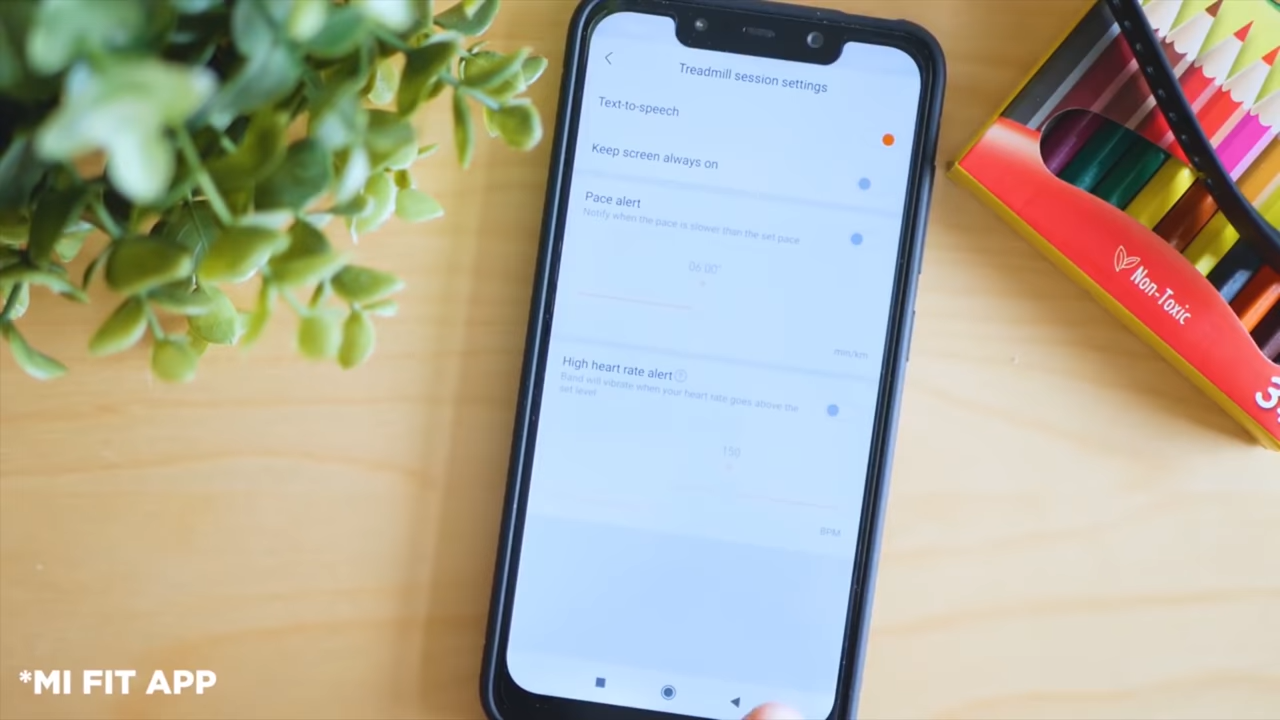 Treadmill session settings
Text-to-speech
Keep screen always on
Pace alert
Notify when the pace is slower than the set pace
06'00"
min/km
High heart rate alert ?
Band will vibrate when your heart rate goes above the
set level
159
BPM
Non-Toxic
*MI FIT APP